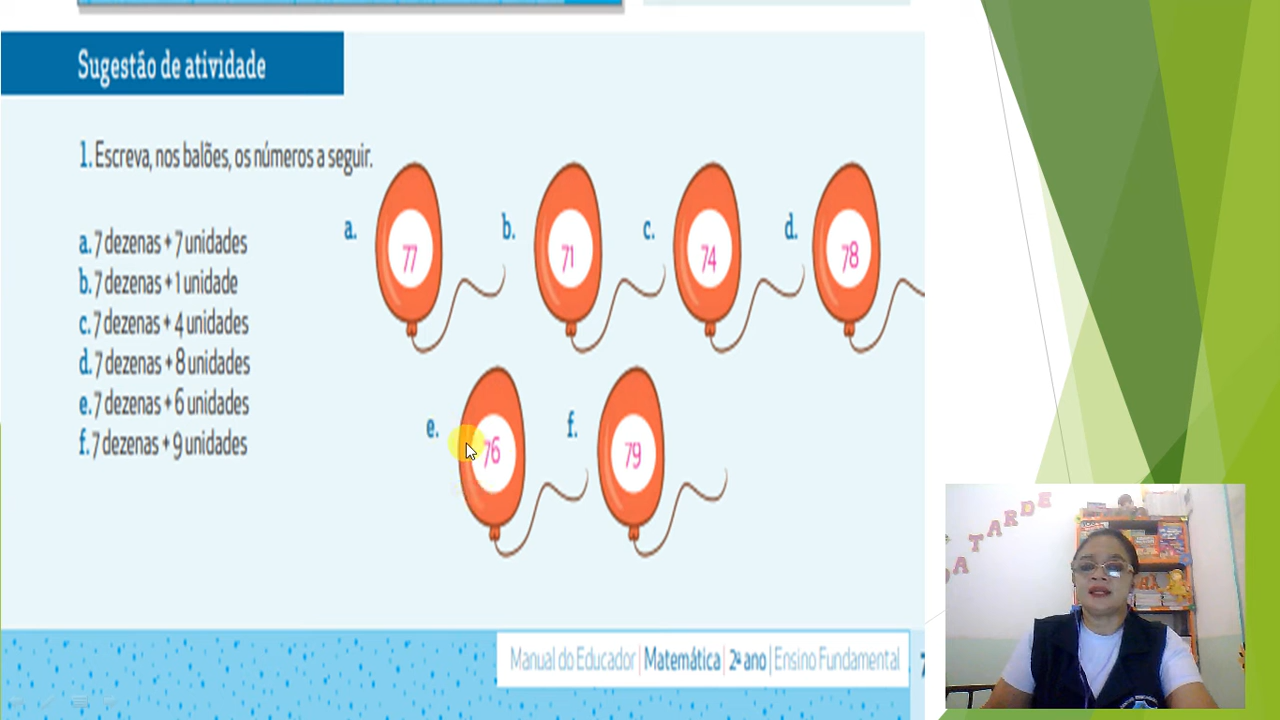 Sugestão de atividade
1. Escreva, nos balões, os números a seguir.
a. 7 dezenas + 7 unidades
b. 7 dezenas + 1 unidade
c. 7 dezenas + 4 unidades
d. 7 dezenas + 8 unidades
e. 7 dezenas + 6 unidades
f. 7 dezenas + 9 unidades
a. 77
b. 71
c. 74
d. 78
e. 76
f. 79
Manual do Educador | Matemática | 2º ano | Ensino Fundamental
A TARDE